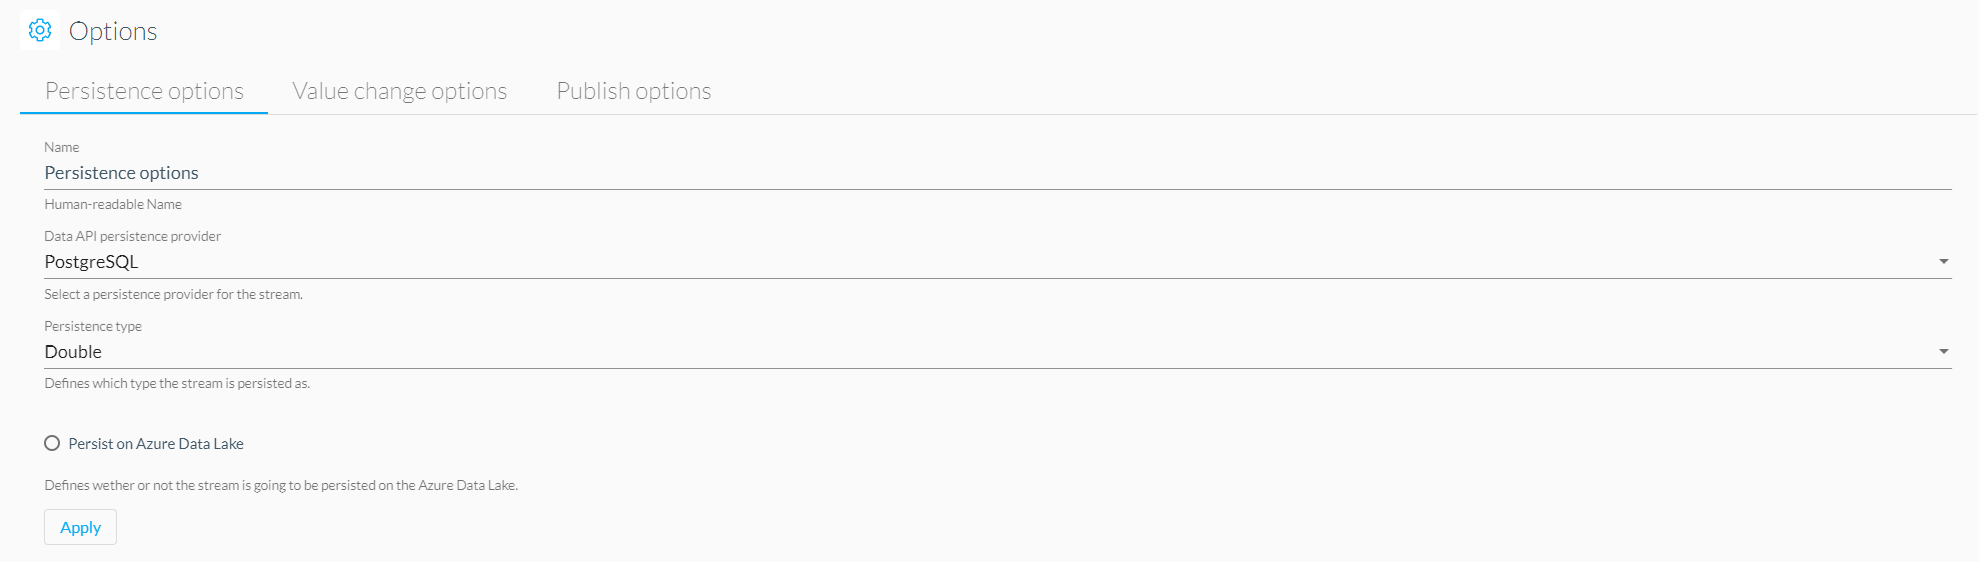 Options
Persistence options Value change options Publish options
Name
Persistence options
Human-readable Name
Data API persistence provider
PostgreSQL
Select a persistence provider for the stream.
Persistence type
Double
Defines which type the stream is persisted as.
Persist on Azure Data Lake
Defines wether or not the stream is going to be persisted on the Azure Data Lake.
Apply